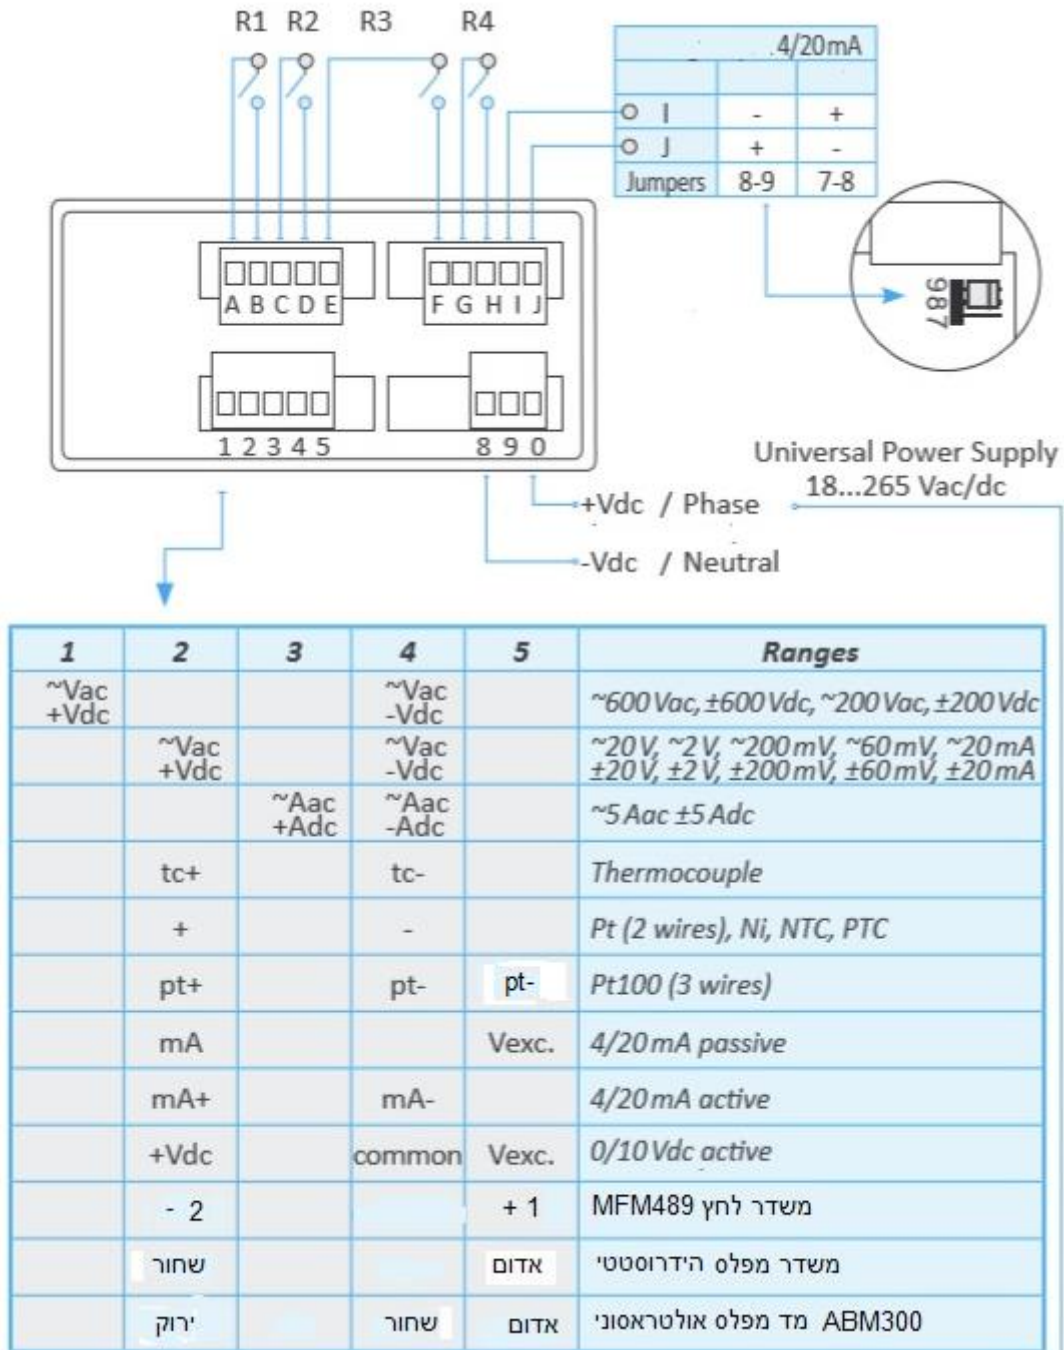 R1 R2 R3 R4
4/20mA
I - +
J + -
Jumpers 8-9 7-8
9 8 7
A B C D E F G H I J
1 2 3 4 5 8 9 0
Universal Power Supply
18...265 Vac/dc
+Vdc / Phase
-Vdc / Neutral
1 2 3 4 5 Ranges
~Vac ~Vac ~600 Vac, ±600 Vdc, ~200 Vac, ±200 Vdc
+Vdc -Vdc
~Vac ~Vac ~20 V, ~2 V, ~200 mV, ~60 mV, ~20 mA
+Vdc -Vdc ±20 V, ±2 V, ±200 mV, ±60 mV, ±20 mA
~Aac ~Aac ~5 Aac ±5 Adc
+Adc -Adc
tc+ tc- Thermocouple
+ - Pt (2 wires), Ni, NTC, PTC
pt+ pt- pt- Pt100 (3 wires)
mA Vexc. 4/20 mA passive
mA+ mA- 4/20 mA active
+Vdc common Vexc. 0/10 Vdc active
- 2 + 1 משדר לחץ MFM489
שחור אדום משדר מפלס הידרוסטטי
ירוק שחור אדום מד מפלס אולטראסוני ABM300